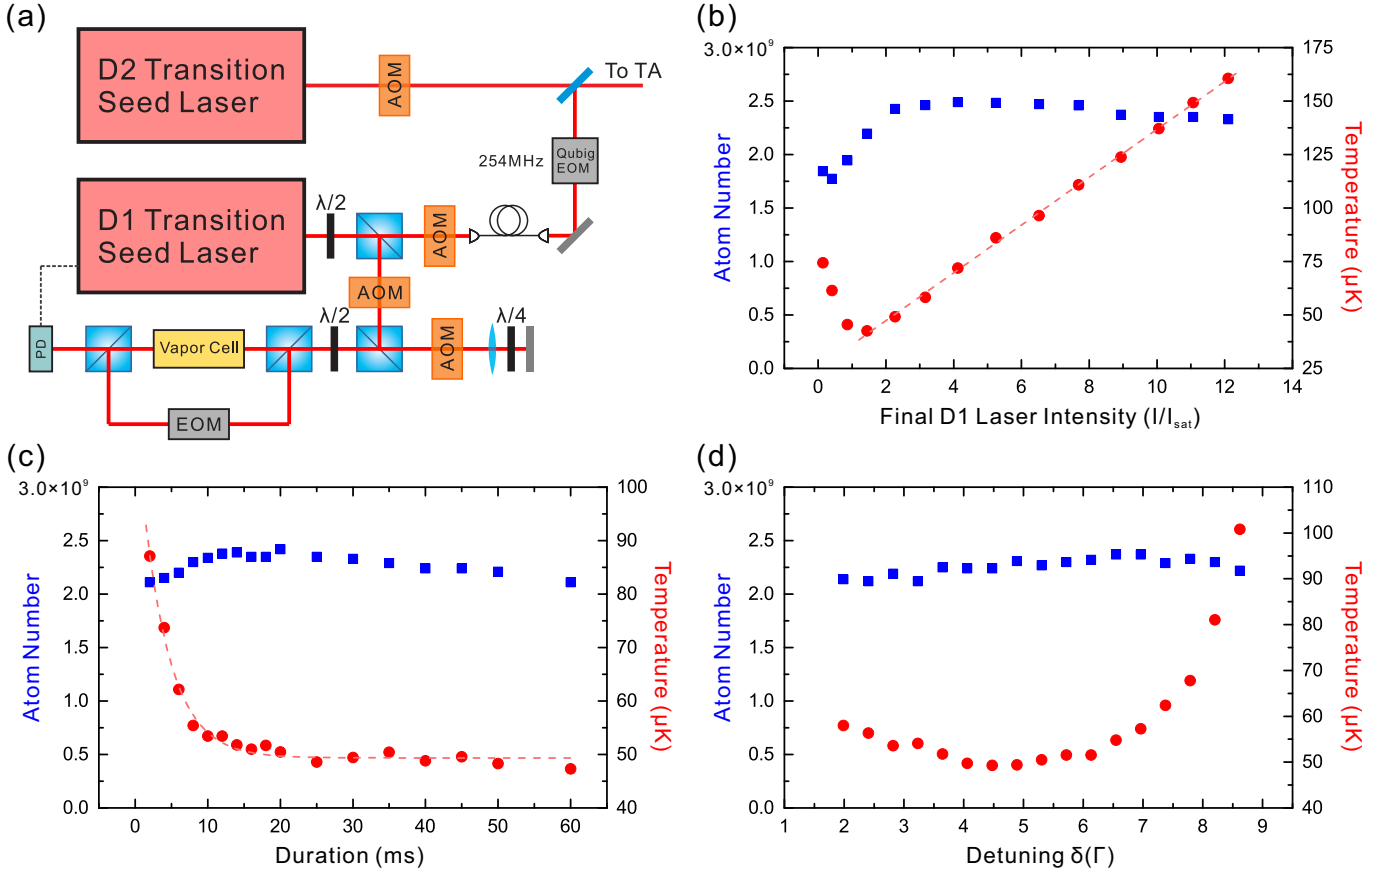 (a)
D2 Transition
Seed Laser
AOM
To TA
254MHz
Qubig
EOM
D1 Transition
Seed Laser
λ/2
AOM
AOM
λ/2
λ/4
PD
Vapor Cell
AOM
EOM
(b)
3.0×10⁹
2.5
2.0
1.5
1.0
0.5
0.0
Atom Number
175
150
125
100
75
50
25
Temperature (μK)
0 2 4 6 8 10 12 14
Final D1 Laser Intensity (I/Isat)
(c)
3.0×10⁹
2.5
2.0
1.5
1.0
0.5
0.0
Atom Number
100
90
80
70
60
50
40
Temperature (μK)
0 10 20 30 40 50 60
Duration (ms)
(d)
3.0×10⁹
2.5
2.0
1.5
1.0
0.5
0.0
Atom Number
110
100
90
80
70
60
50
40
Temperature (μK)
1 2 3 4 5 6 7 8 9
Detuning δ(Γ)